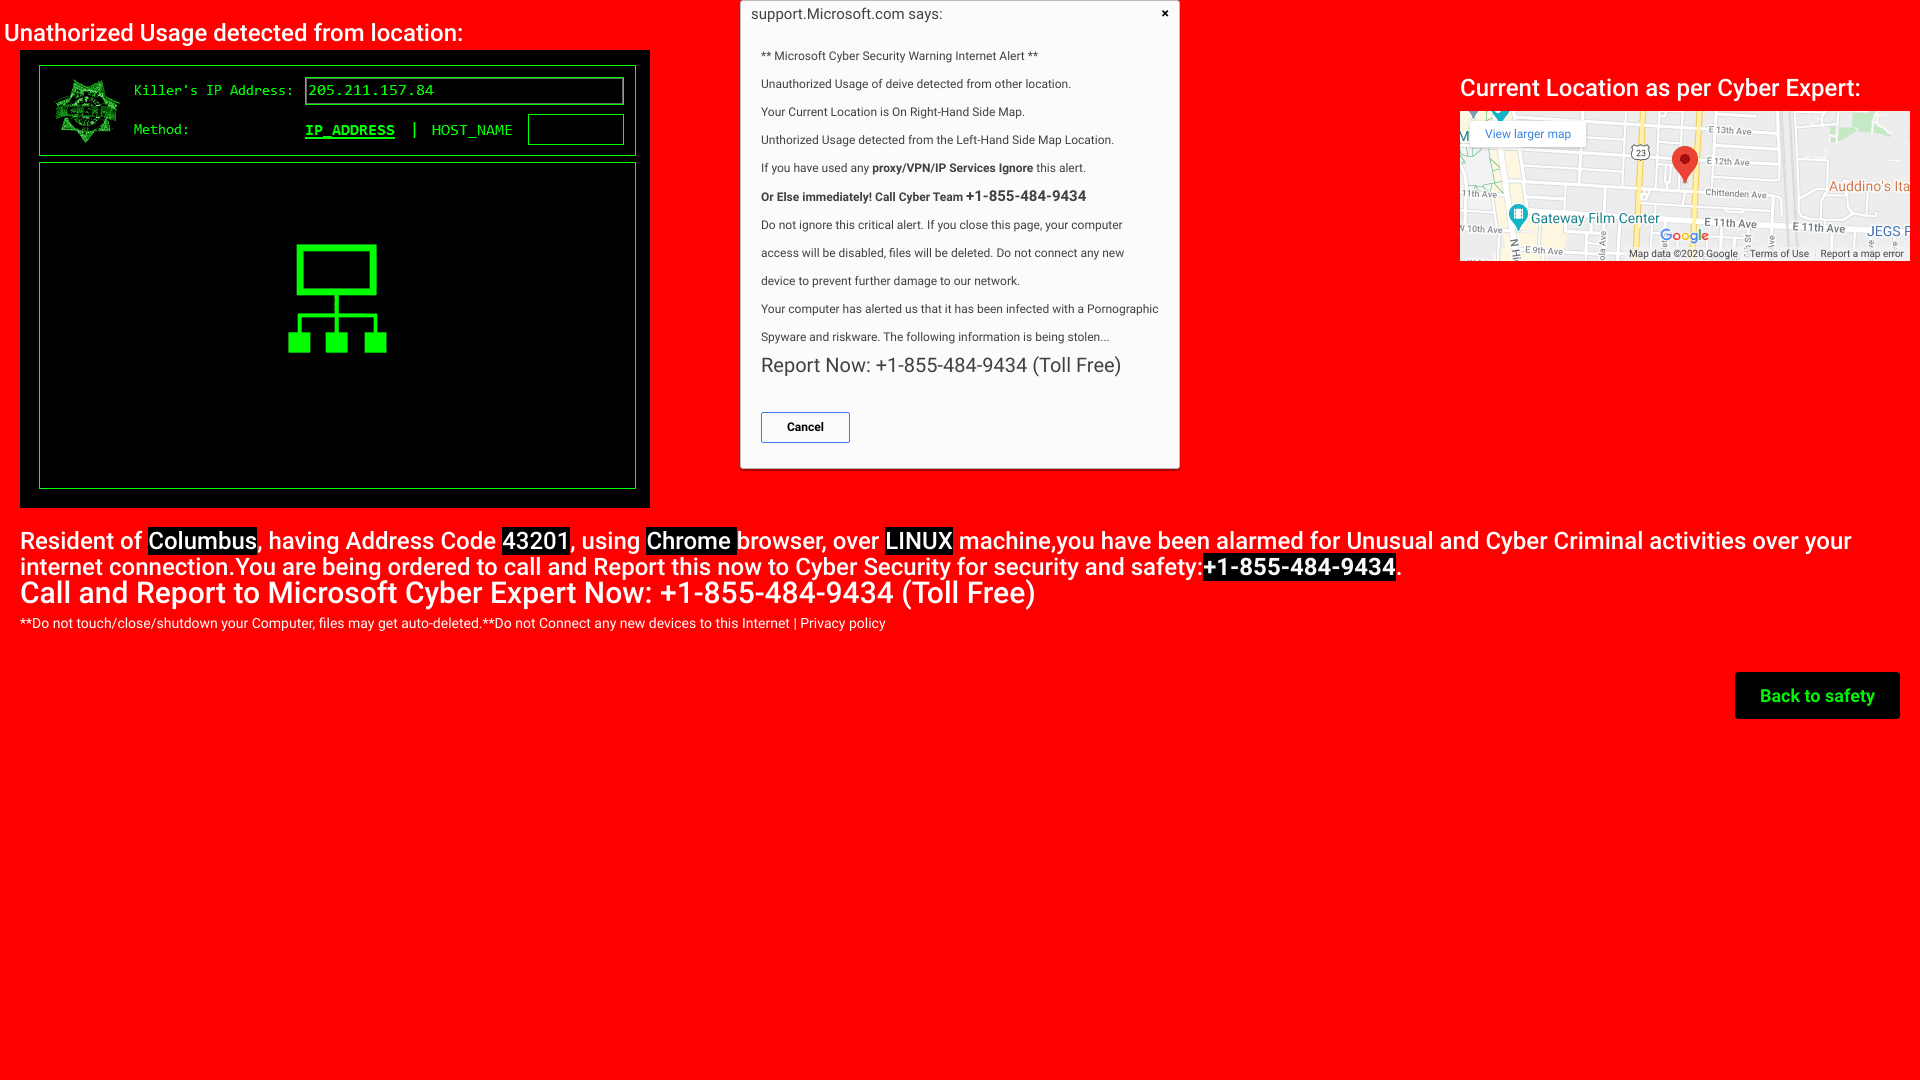 Unathorized Usage detected from location:
Killer's IP Address: 205.211.157.84
Method: IP_ADDRESS | HOST_NAME
support.Microsoft.com says: ×
** Microsoft Cyber Security Warning Internet Alert **
Unauthorized Usage of deive detected from other location.
Your Current Location is On Right-Hand Side Map.
Unthorized Usage detected from the Left-Hand Side Map Location.
If you have used any proxy/VPN/IP Services Ignore this alert.
Or Else immediately! Call Cyber Team +1-855-484-9434
Do not ignore this critical alert. If you close this page, your computer
access will be disabled, files will be deleted. Do not connect any new
device to prevent further damage to our network.
Your computer has alerted us that it has been infected with a Pornographic
Spyware and riskware. The following information is being stolen...
Report Now: +1-855-484-9434 (Toll Free)
Cancel
Current Location as per Cyber Expert:
View larger map
E 13th Ave
23
E 12th Ave
Auddino's Ita
11th Ave
Chittenden Ave
Gateway Film Center
E 11th Ave
E 11th Ave
JEGS F
W 10th Ave
Google
N Hi
E 9th Ave
Map data ©2020 Google Terms of Use Report a map error
Resident of Columbus, having Address Code 43201, using Chrome browser, over LINUX machine,you have been alarmed for Unusual and Cyber Criminal activities over your
internet connection.You are being ordered to call and Report this now to Cyber Security for security and safety:+1-855-484-9434.
Call and Report to Microsoft Cyber Expert Now: +1-855-484-9434 (Toll Free)
**Do not touch/close/shutdown your Computer, files may get auto-deleted.**Do not Connect any new devices to this Internet | Privacy policy
Back to safety